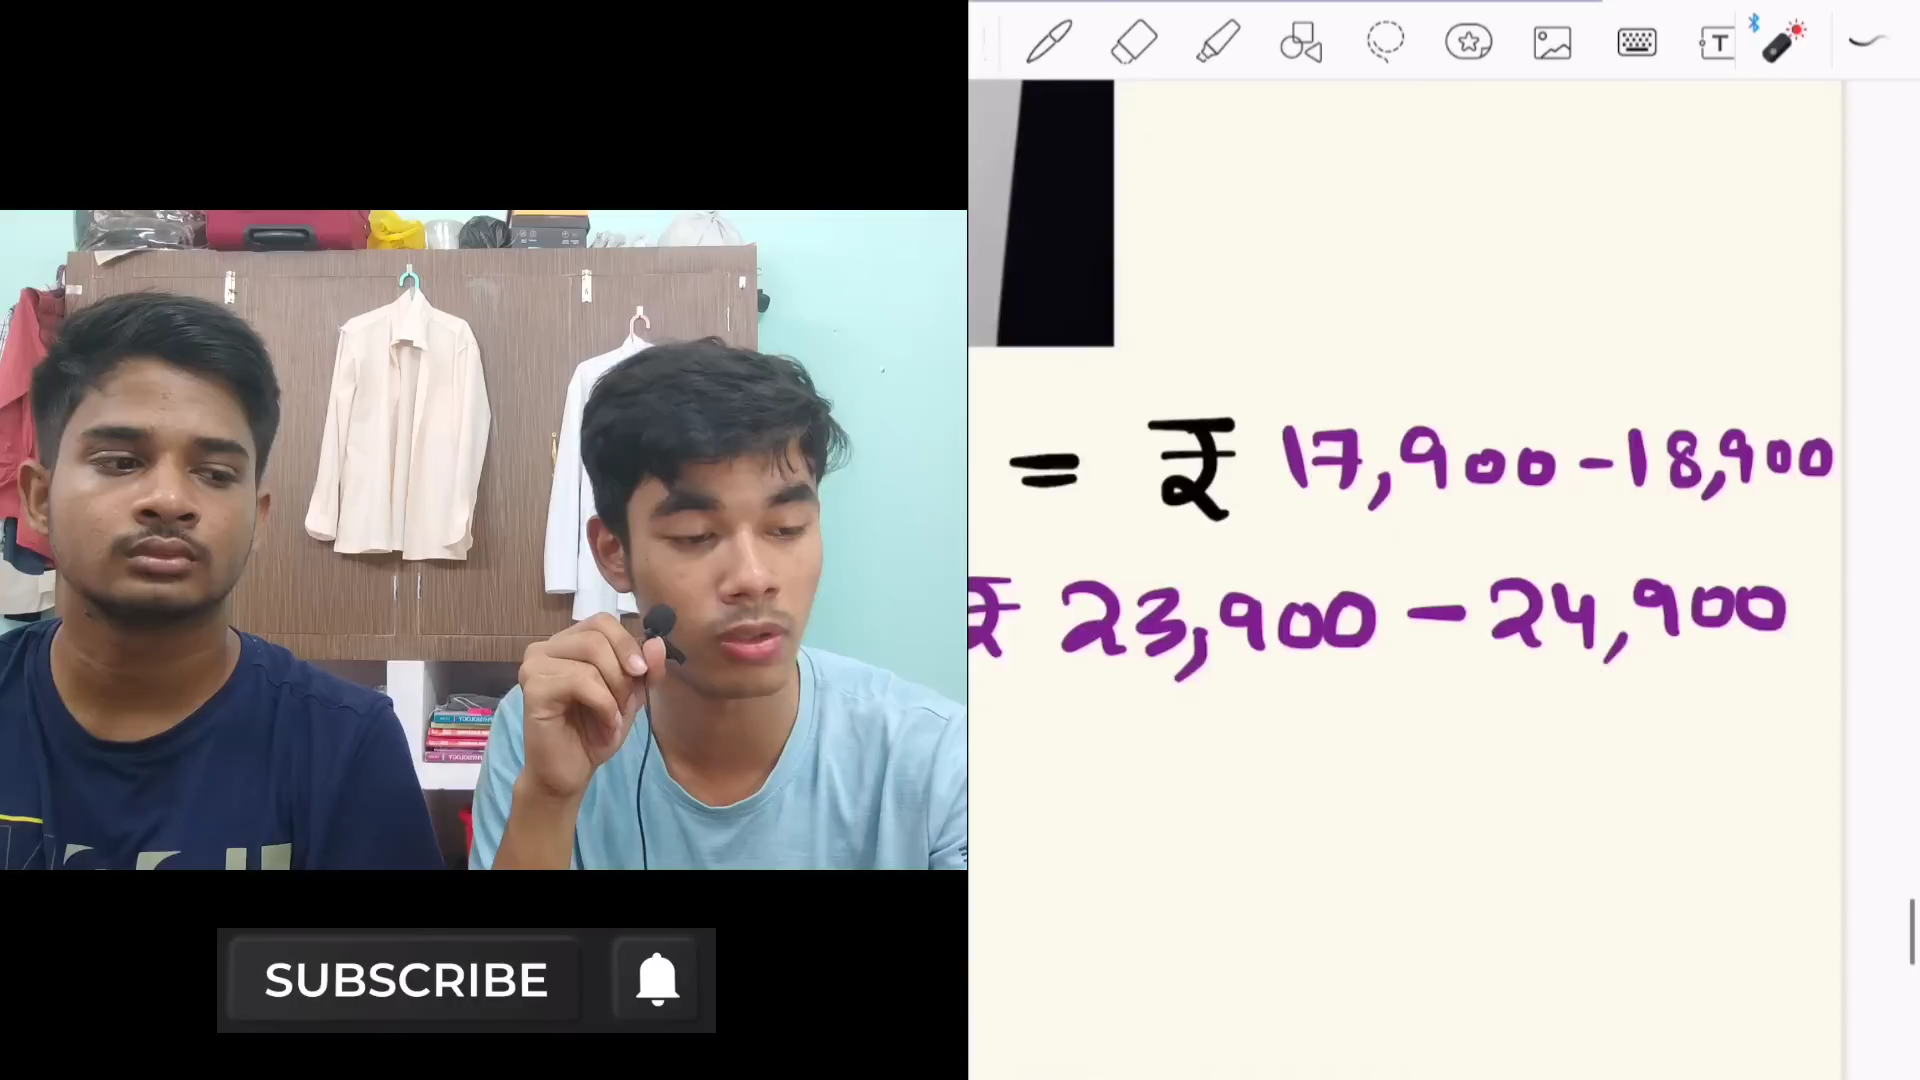 = ₹ 17,900-18,900
₹ 23,900 - 24,900
T
SUBSCRIBE